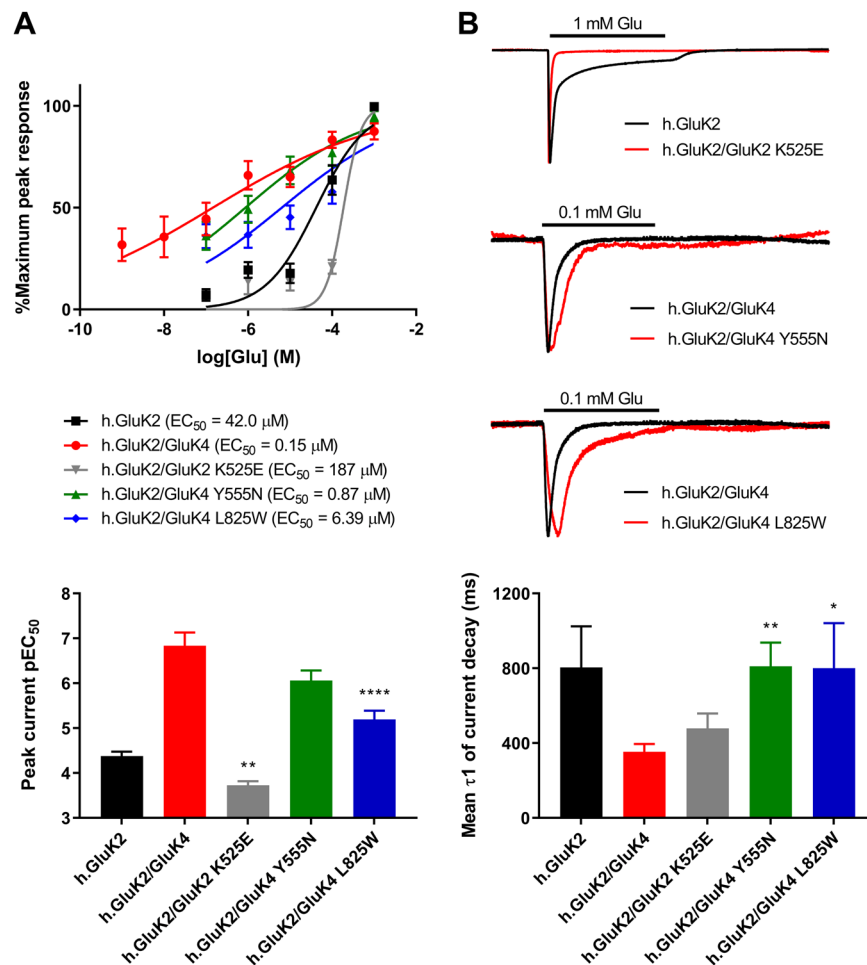 A
%Maximum peak response
100
50
0
-10
-8
-6
-4
-2
log[Glu] (M)
h.GluK2 (EC50 = 42.0 μM)
h.GluK2/GluK4 (EC50 = 0.15 μM)
h.GluK2/GluK2 K525E (EC50 = 187 μM)
h.GluK2/GluK4 Y555N (EC50 = 0.87 μM)
h.GluK2/GluK4 L825W (EC50 = 6.39 μM)
Peak current pEC50
8
7
6
5
4
3
**
****
h.GluK2
h.GluK2/GluK4
h.GluK2/GluK2 K525E
h.GluK2/GluK4 Y555N
h.GluK2/GluK4 L825W
B
1 mM Glu
h.GluK2
h.GluK2/GluK2 K525E
0.1 mM Glu
h.GluK2/GluK4
h.GluK2/GluK4 Y555N
0.1 mM Glu
h.GluK2/GluK4
h.GluK2/GluK4 L825W
Mean τ1 of current decay (ms)
1200
800
400
0
**
*
h.GluK2
h.GluK2/GluK4
h.GluK2/GluK2 K525E
h.GluK2/GluK4 Y555N
h.GluK2/GluK4 L825W